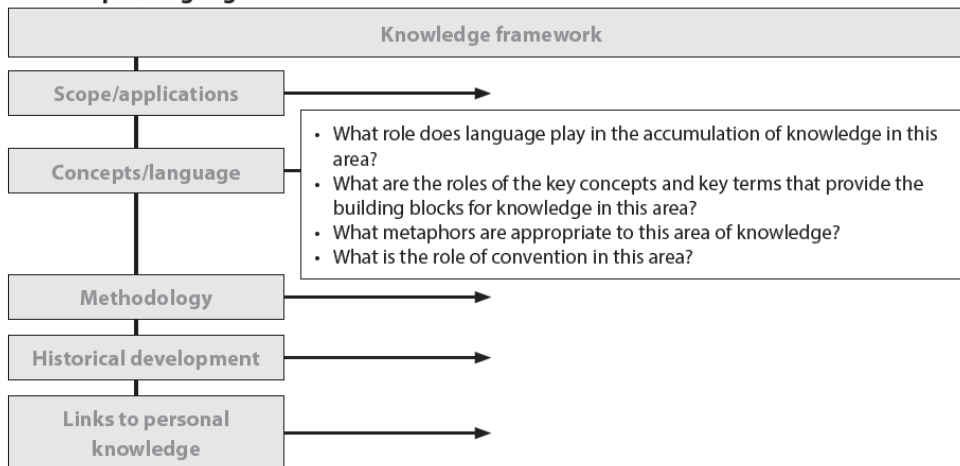 Knowledge framework
Scope/applications
Concepts/language
• What role does language play in the accumulation of knowledge in this
area?
• What are the roles of the key concepts and key terms that provide the
building blocks for knowledge in this area?
• What metaphors are appropriate to this area of knowledge?
• What is the role of convention in this area?
Methodology
Historical development
Links to personal
knowledge